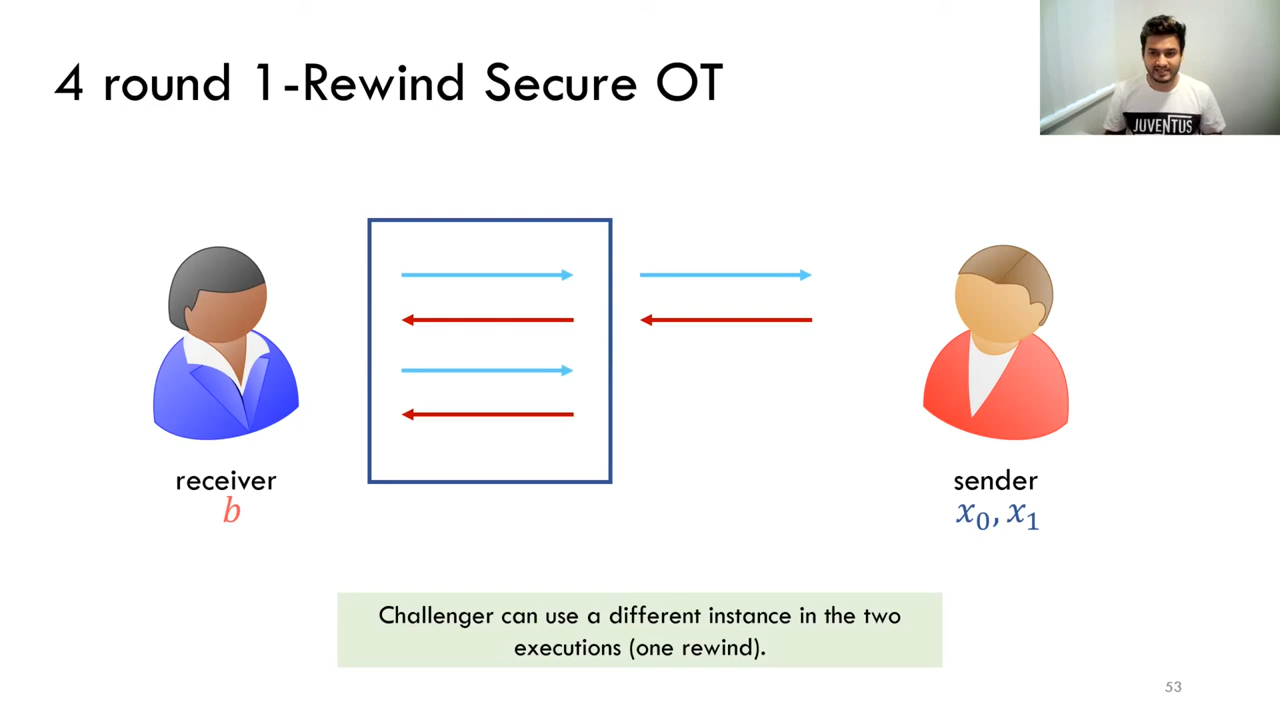 4 round 1-Rewind Secure OT
JUVENTUS
receiver
b
sender
x₀, x₁
Challenger can use a different instance in the two
executions (one rewind).
53